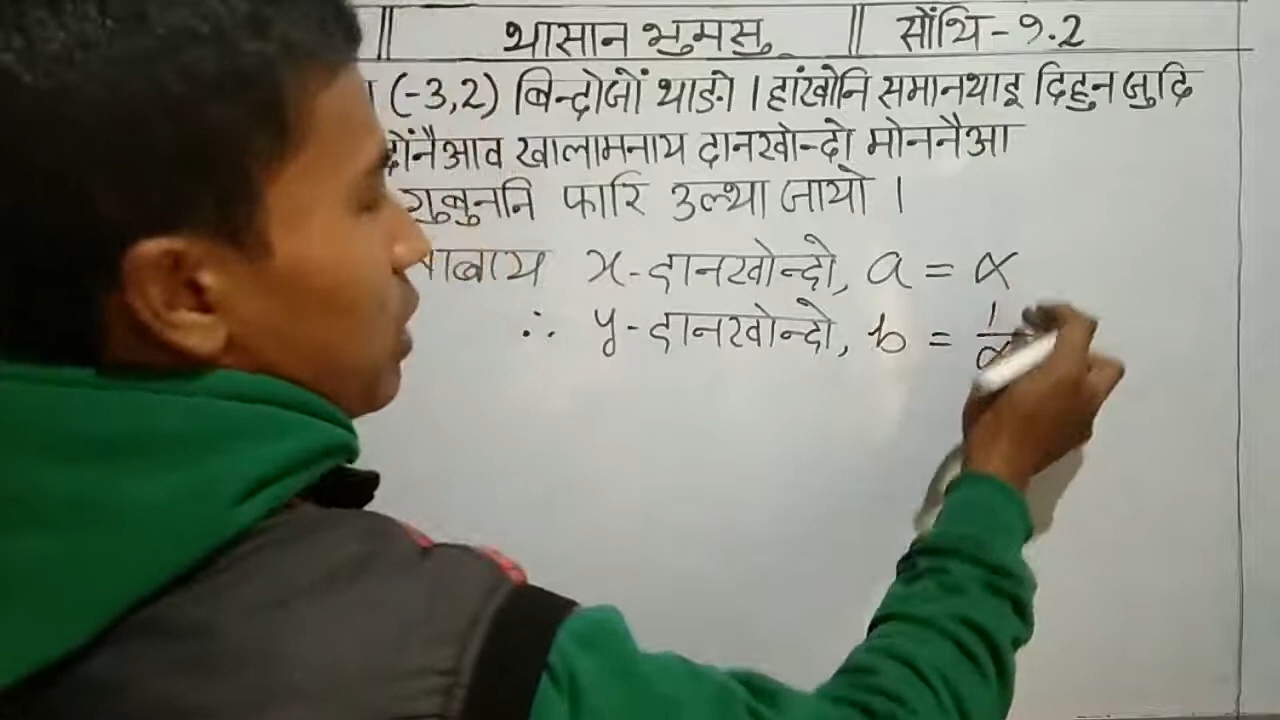 || थासान भुमसु || सोंथि - 9.2
(-3,2) बिन्दोजों थाङो । हांखोनि समानथाइ दिहुन जुदि
दोंनैआव खालामनाय दानखोन्दो मोननैआ
गुबुननि फारि उल्था जायो ।
x-दानखोन्दो, a = α
∴ y-दानखोन्दो, b = 1/α